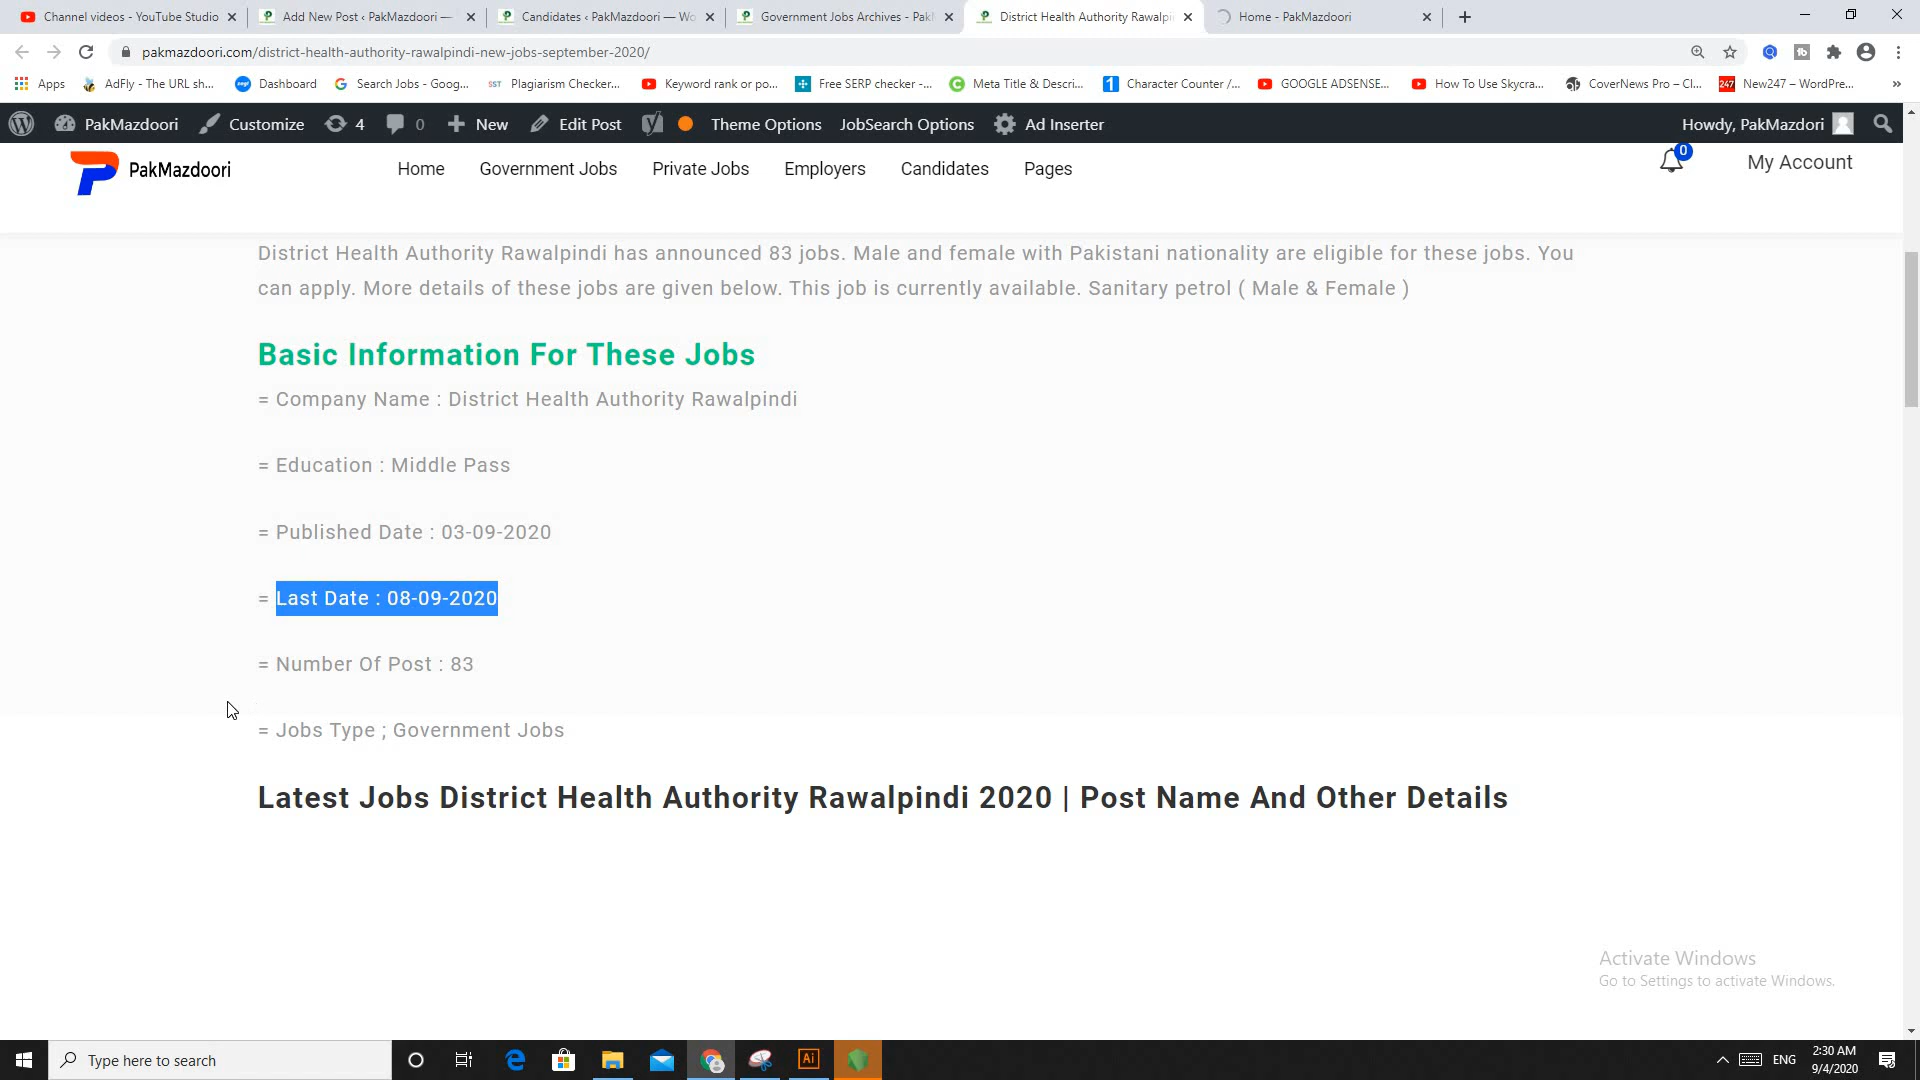 Channel videos - YouTube Studio
Add New Post ‹ PakMazdoori —
Candidates ‹ PakMazdoori — Wo
Government Jobs Archives - Pak
District Health Authority Rawalpi
Home - PakMazdoori
pakmazdoori.com/district-health-authority-rawalpindi-new-jobs-september-2020/
Apps
AdFly - The URL sh...
Dashboard
Search Jobs - Goog...
SST Plagiarism Checker...
Keyword rank or po...
Free SERP checker -...
Meta Title & Descri...
Character Counter /...
GOOGLE ADSENSE...
How To Use Skycra...
CoverNews Pro – Cl...
247 New247 – WordPre...
»
PakMazdoori
Customize
4
0
New
Edit Post
Theme Options
JobSearch Options
Ad Inserter
Howdy, PakMazdori
PakMazdoori
Home
Government Jobs
Private Jobs
Employers
Candidates
Pages
0
My Account
District Health Authority Rawalpindi has announced 83 jobs. Male and female with Pakistani nationality are eligible for these jobs. You
can apply. More details of these jobs are given below. This job is currently available. Sanitary petrol ( Male & Female )
Basic Information For These Jobs
= Company Name : District Health Authority Rawalpindi
= Education : Middle Pass
= Published Date : 03-09-2020
= Last Date : 08-09-2020
= Number Of Post : 83
= Jobs Type ; Government Jobs
Latest Jobs District Health Authority Rawalpindi 2020 | Post Name And Other Details
Activate Windows
Go to Settings to activate Windows.
Type here to search
Ai
ENG
2:30 AM
9/4/2020